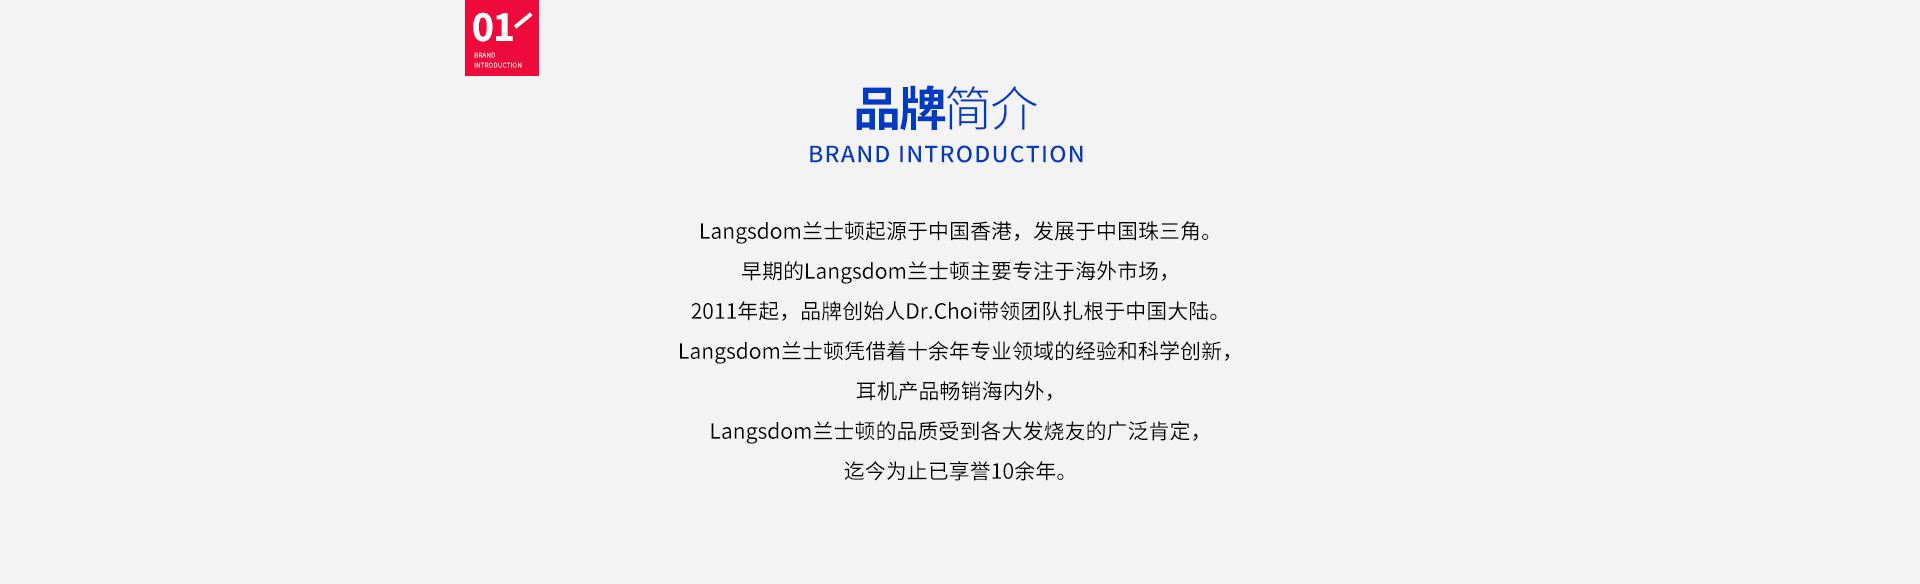 01
BRAND
INTRODUCTION
品牌简介
BRAND INTRODUCTION
Langsdom兰士顿起源于中国香港，发展于中国珠三角。
早期的Langsdom兰士顿主要专注于海外市场，
2011年起，品牌创始人Dr.Choi带领团队扎根于中国大陆。
Langsdom兰士顿凭借着十余年专业领域的经验和科学创新，
耳机产品畅销海内外，
Langsdom兰士顿的品质受到各大发烧友的广泛肯定，
迄今为止已享誉10余年。